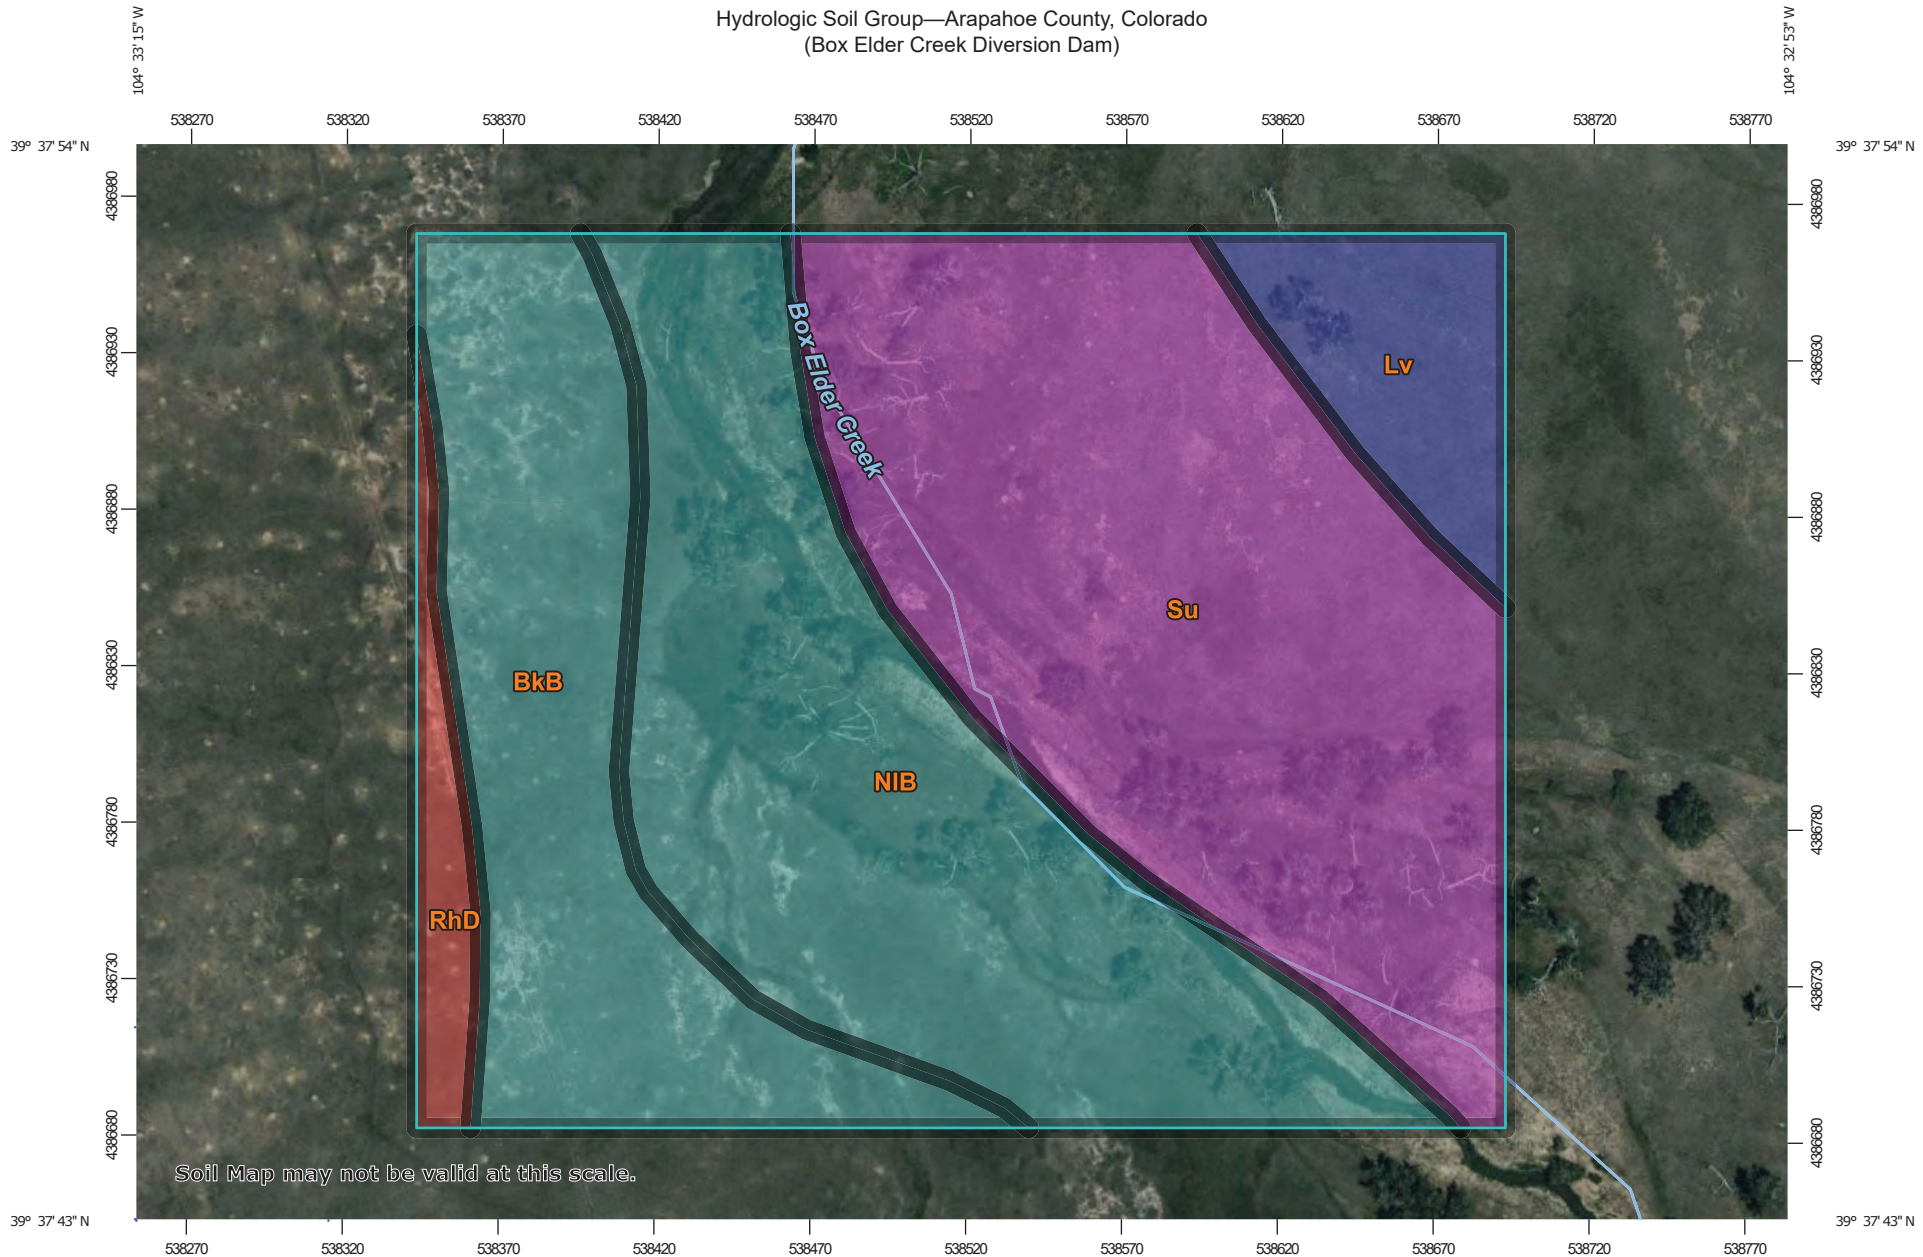 Hydrologic Soil Group—Arapahoe County, Colorado
(Box Elder Creek Diversion Dam)
104° 33' 15" W
104° 32' 53" W
538270 538320 538370 538420 538470 538520 538570 538620 538670 538720 538770
39° 37' 54" N
39° 37' 54" N
4386980
4386980
4386930
4386930
4386880
4386880
4386830
4386830
4386780
4386780
4386730
4386730
4386680
4386680
Box Elder Creek
Lv
Su
BkB
NlB
RhD
Soil Map may not be valid at this scale.
39° 37' 43" N
39° 37' 43" N
538270 538320 538370 538420 538470 538520 538570 538620 538670 538720 538770